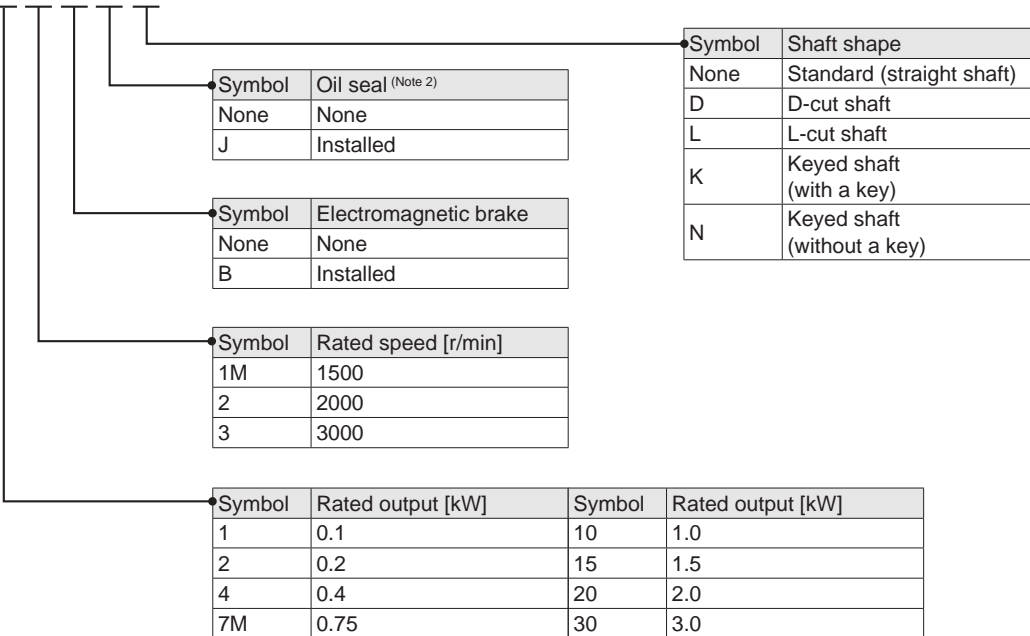 Symbol Shaft shape
None Standard (straight shaft)
D D-cut shaft
L L-cut shaft
K Keyed shaft
(with a key)
N Keyed shaft
(without a key)
Symbol Oil seal (Note 2)
None None
J Installed
Symbol Electromagnetic brake
None None
B Installed
Symbol Rated speed [r/min]
1M 1500
2 2000
3 3000
Symbol Rated output [kW] Symbol Rated output [kW]
1 0.1 10 1.0
2 0.2 15 1.5
4 0.4 20 2.0
7M 0.75 30 3.0